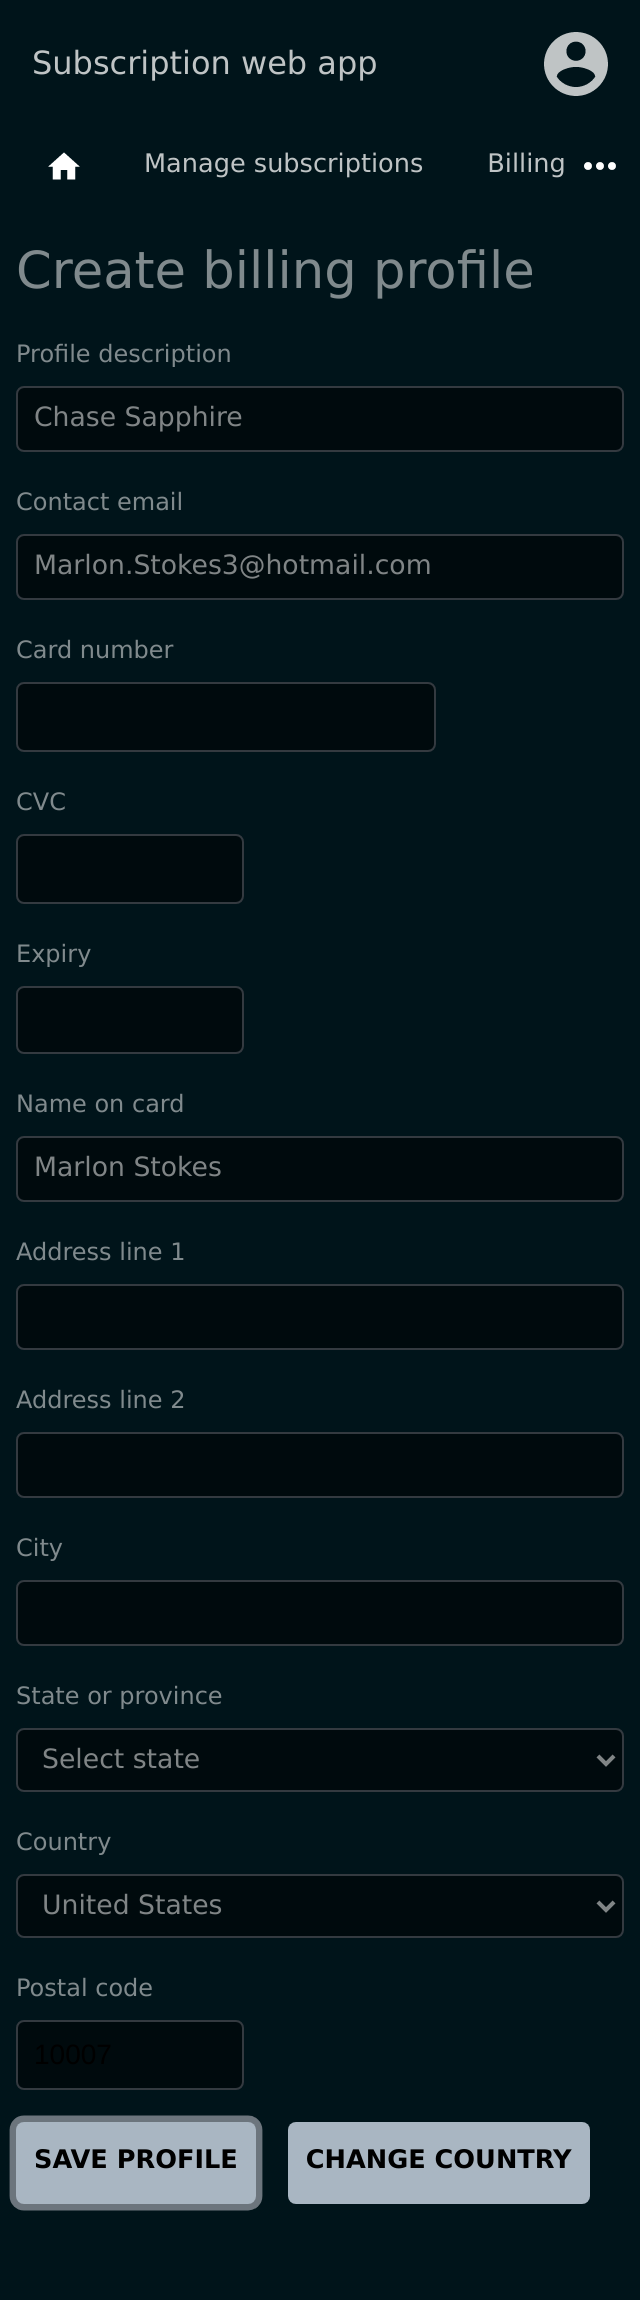 Subscription web app
Manage subscriptions Billing
Create billing profile
Profile description
Chase Sapphire
Contact email
Marlon.Stokes3@hotmail.com
Card number
CVC
Expiry
Name on card
Marlon Stokes
Address line 1
Address line 2
City
State or province
Select state
Country
United States
Postal code
10007
SAVE PROFILE CHANGE COUNTRY